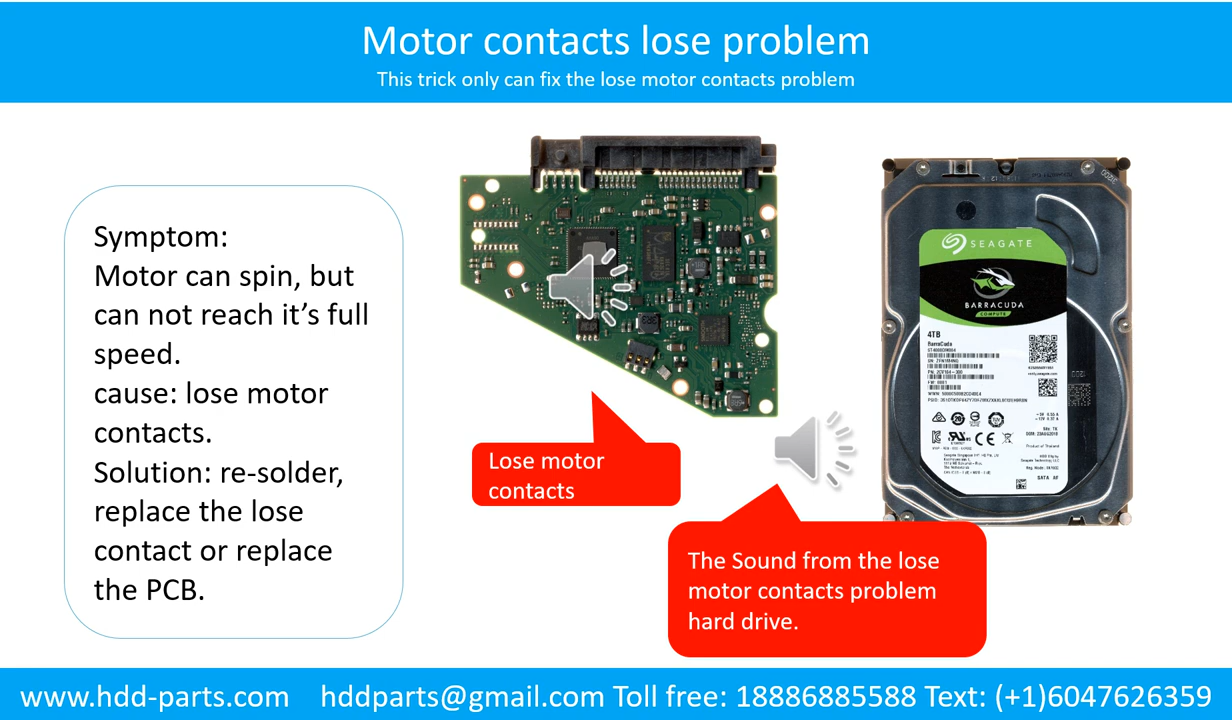 Motor contacts lose problem
This trick only can fix the lose motor contacts problem
Symptom:
Motor can spin, but
can not reach it’s full
speed.
cause: lose motor
contacts.
Solution: re-solder,
replace the lose
contact or replace
the PCB.
Lose motor
contacts
SEAGATE
BARRACUDA
COMPUTE
4TB
BarraCuda
The Sound from the lose
motor contacts problem
hard drive.
www.hdd-parts.com hddparts@gmail.com Toll free: 18886885588 Text: (+1)6047626359